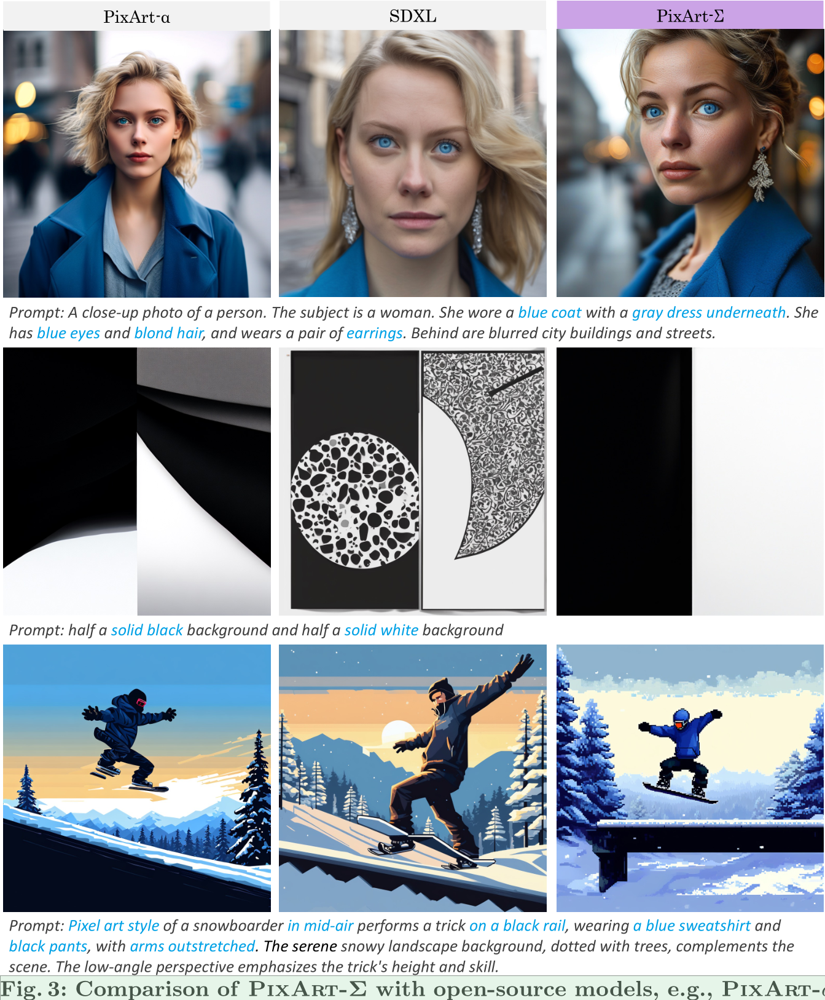 PixArt-α
SDXL
PixArt-Σ
Prompt: A close-up photo of a person. The subject is a woman. She wore a blue coat with a gray dress underneath. She
has blue eyes and blond hair, and wears a pair of earrings. Behind are blurred city buildings and streets.
Prompt: half a solid black background and half a solid white background
Prompt: Pixel art style of a snowboarder in mid-air performs a trick on a black rail, wearing a blue sweatshirt and
black pants, with arms outstretched. The serene snowy landscape background, dotted with trees, complements the
scene. The low-angle perspective emphasizes the trick's height and skill.
Fig. 3: Comparison of PIXART-Σ with open-source models, e.g., PIXART-α